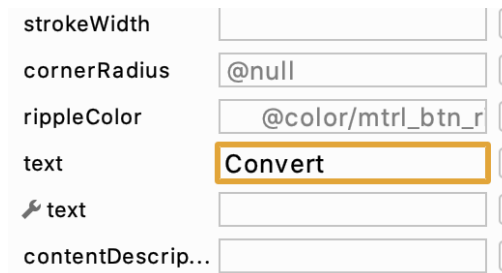 strokeWidth
cornerRadius @null
rippleColor @color/mtrl_btn_r
text Convert
text
contentDescrip...